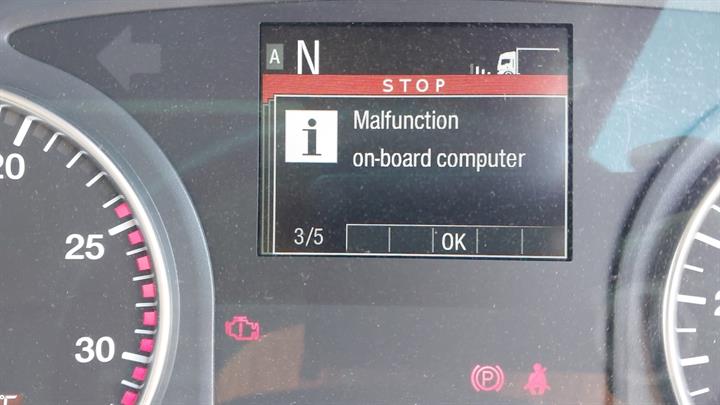 A N
STOP
i
Malfunction
on-board computer
3/5
OK
20
25
30
°C
P